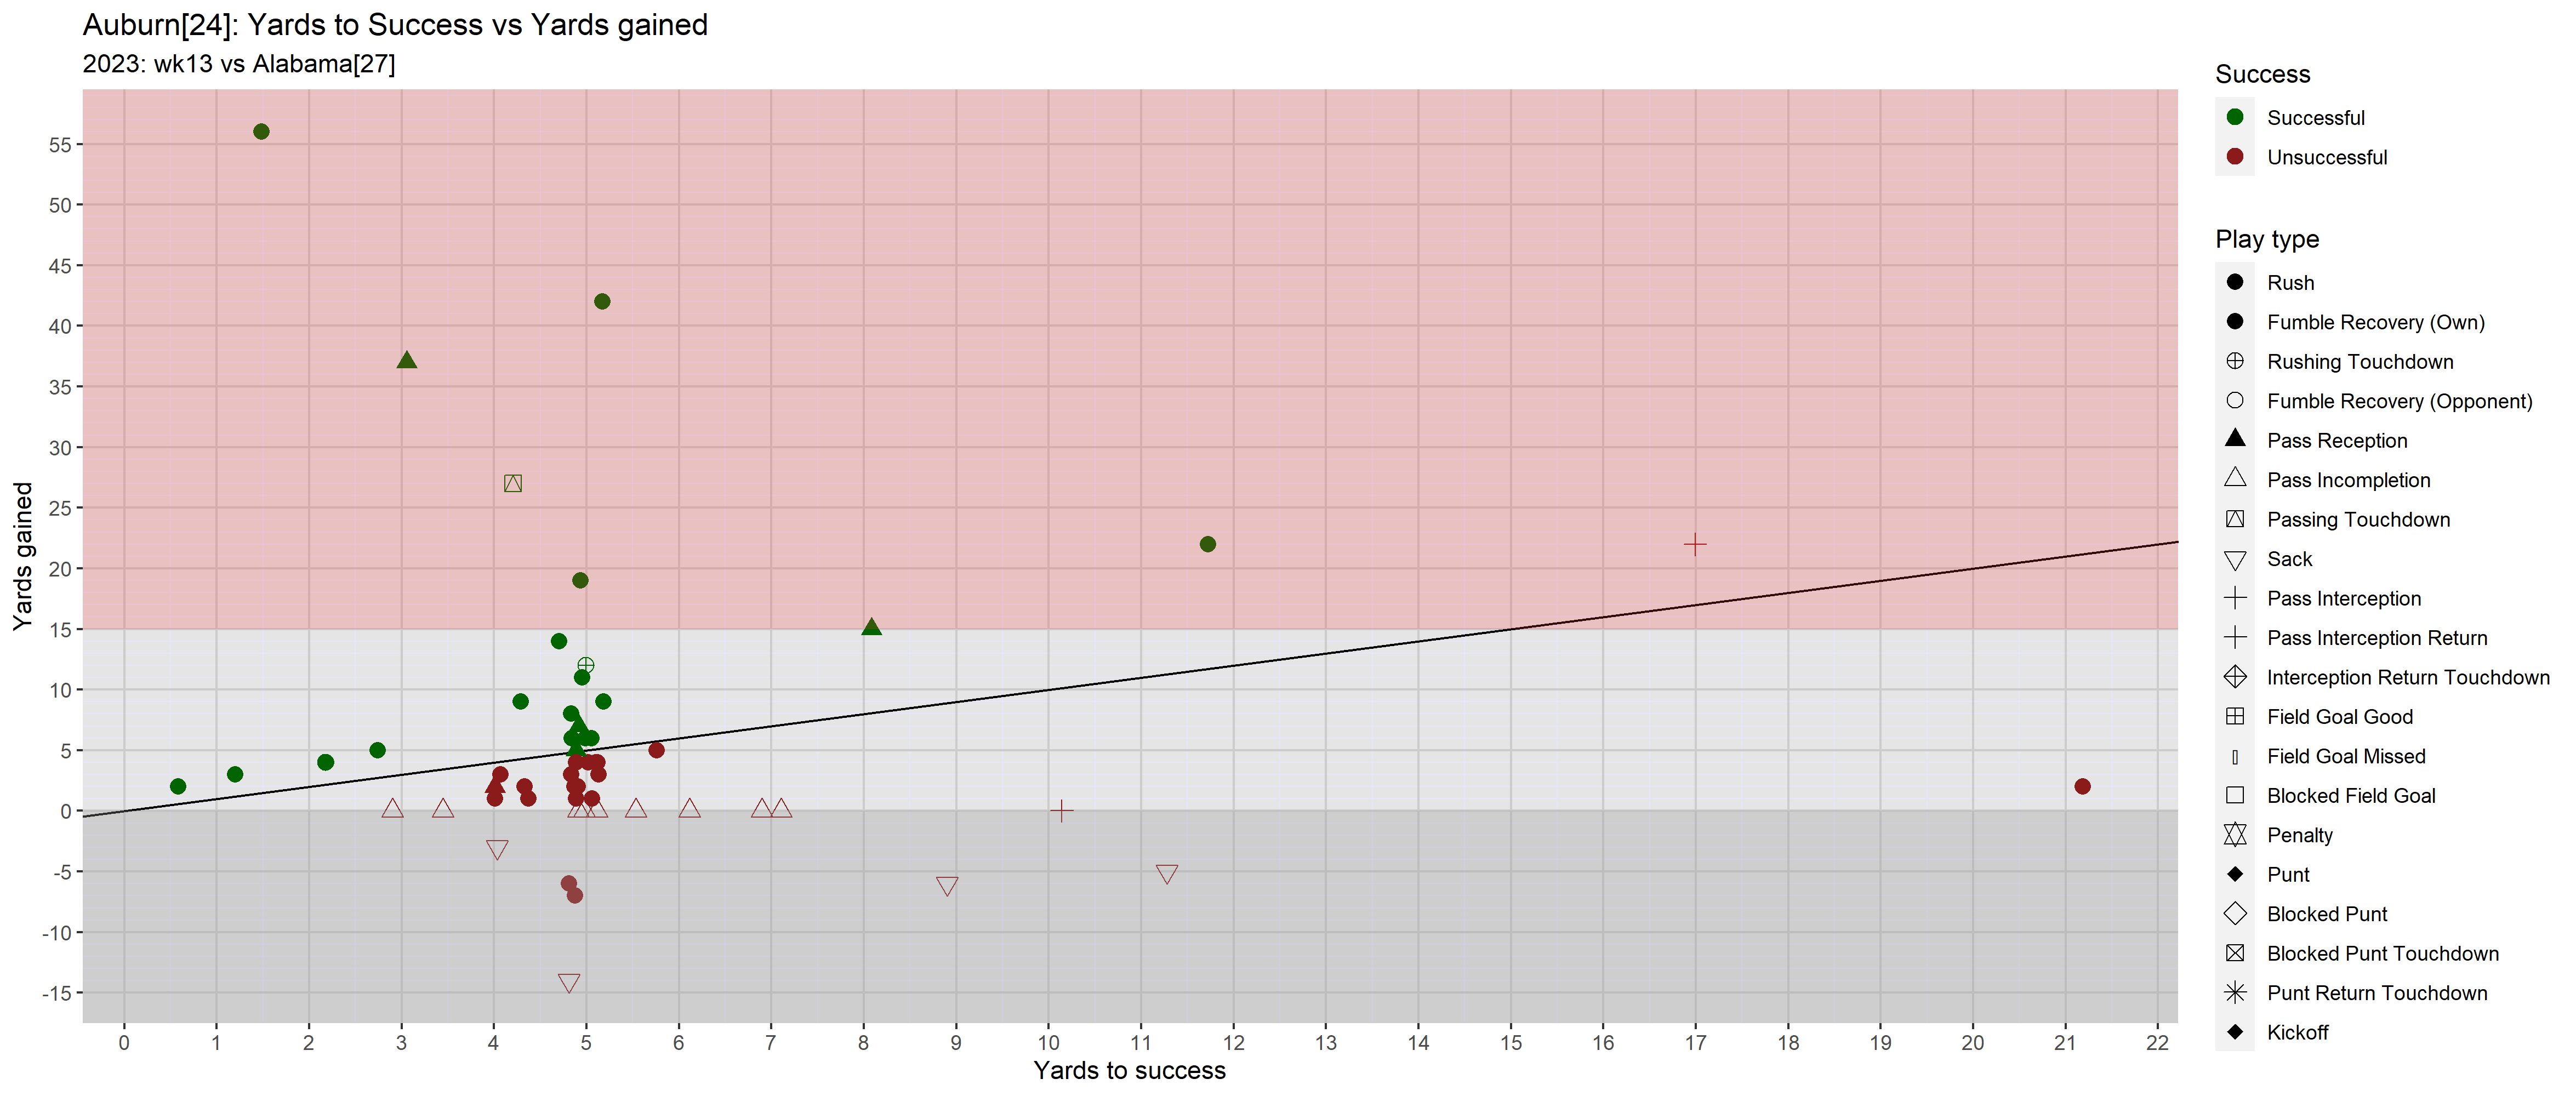 Auburn[24]: Yards to Success vs Yards gained
2023: wk13 vs Alabama[27]
Yards gained
55
50
45
40
35
30
25
20
15
10
5
0
-5
-10
-15
0 1 2 3 4 5 6 7 8 9 10 11 12 13 14 15 16 17 18 19 20 21 22
Yards to success
Success
Successful
Unsuccessful
Play type
Rush
Fumble Recovery (Own)
Rushing Touchdown
Fumble Recovery (Opponent)
Pass Reception
Pass Incompletion
Passing Touchdown
Sack
Pass Interception
Pass Interception Return
Interception Return Touchdown
Field Goal Good
Field Goal Missed
Blocked Field Goal
Penalty
Punt
Blocked Punt
Blocked Punt Touchdown
Punt Return Touchdown
Kickoff